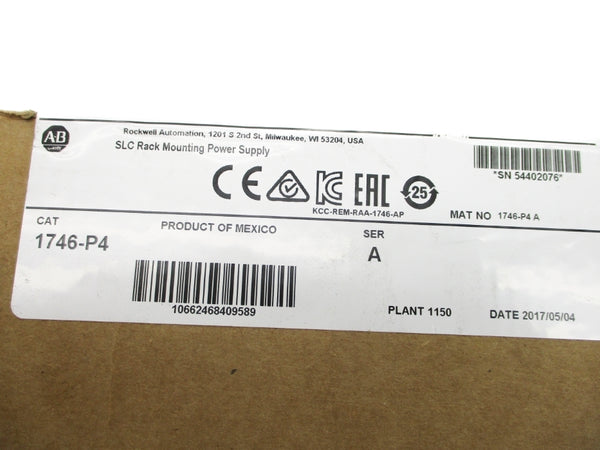 A-B
Rockwell Automation, 1201 S 2nd St, Milwaukee, WI 53204, USA
SLC Rack Mounting Power Supply
*SN 54402076*
CE EAC 25
KCC-REM-RAA-1746-AP
MAT NO 1746-P4 A
CAT
PRODUCT OF MEXICO
SER
1746-P4
A
10662468409589
PLANT 1150
DATE 2017/05/04